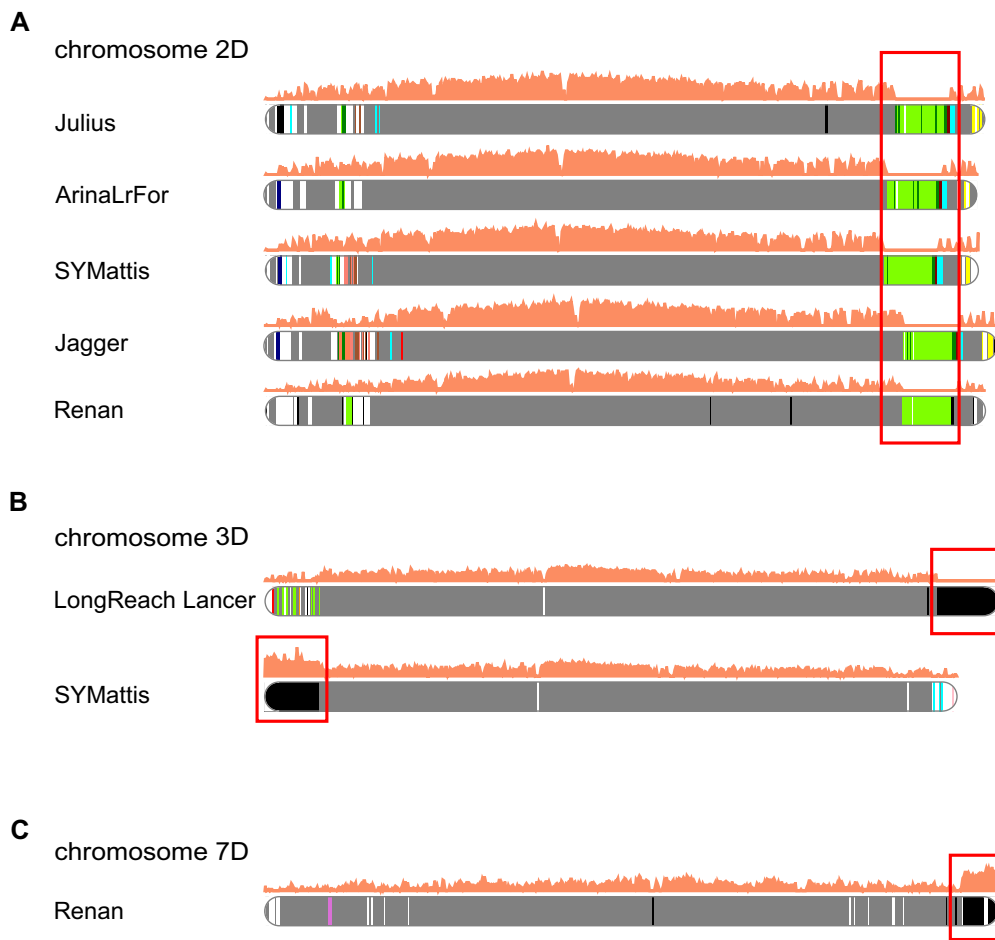 A
chromosome 2D
Julius
ArinaLrFor
SYMattis
Jagger
Renan
B
chromosome 3D
LongReach Lancer
SYMattis
C
chromosome 7D
Renan